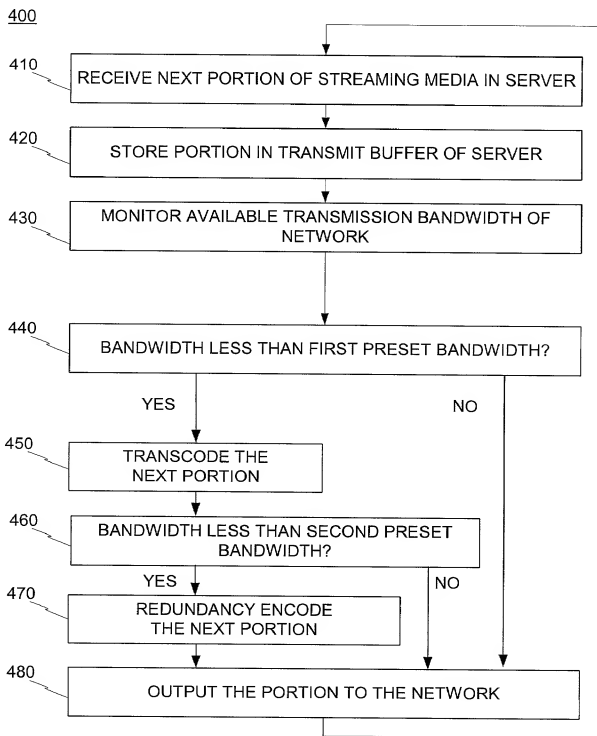 400
410
RECEIVE NEXT PORTION OF STREAMING MEDIA IN SERVER
420
STORE PORTION IN TRANSMIT BUFFER OF SERVER
430
MONITOR AVAILABLE TRANSMISSION BANDWIDTH OF
NETWORK
440
BANDWIDTH LESS THAN FIRST PRESET BANDWIDTH?
YES
NO
450
TRANSCODE THE
NEXT PORTION
460
BANDWIDTH LESS THAN SECOND PRESET
BANDWIDTH?
YES
NO
470
REDUNDANCY ENCODE
THE NEXT PORTION
480
OUTPUT THE PORTION TO THE NETWORK